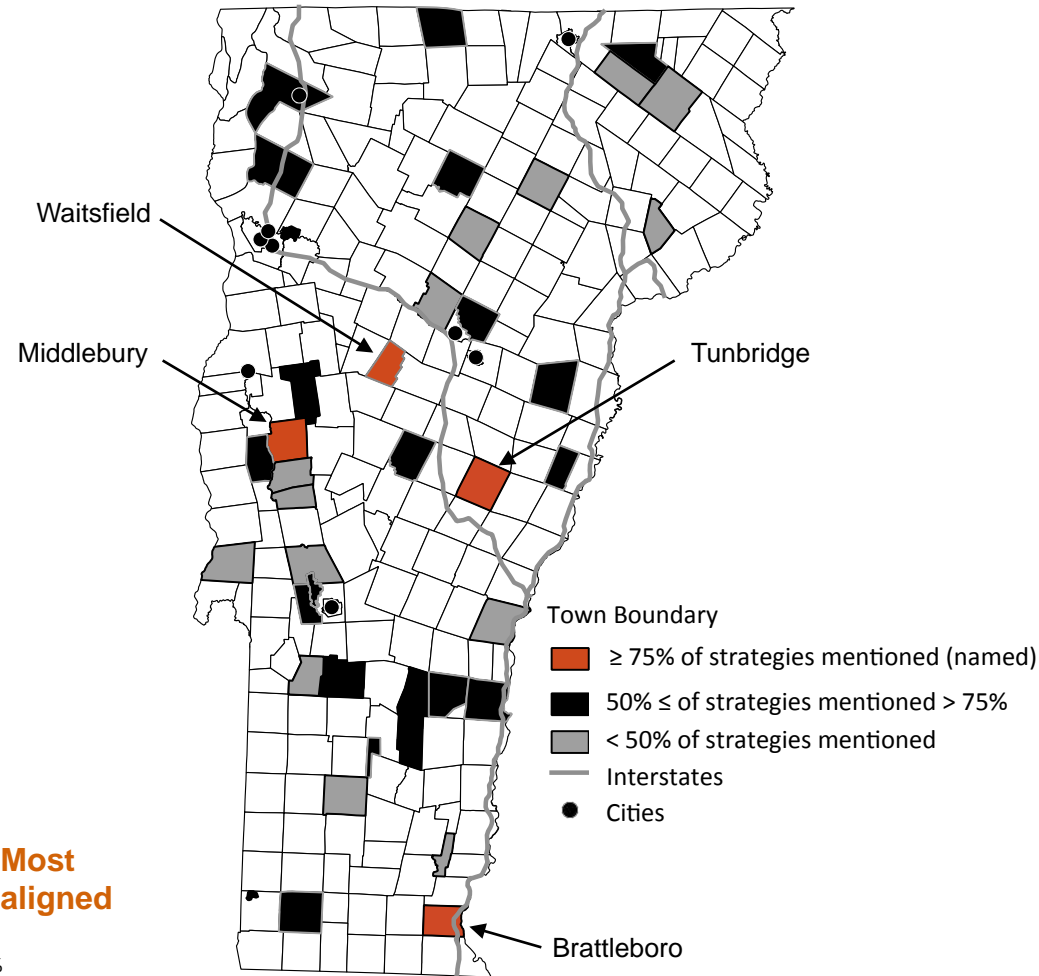 Waitsfield
Middlebury
Tunbridge
Town Boundary
≥ 75% of strategies mentioned (named)
50% ≤ of strategies mentioned > 75%
< 50% of strategies mentioned
Interstates
Cities
Most
aligned
Brattleboro